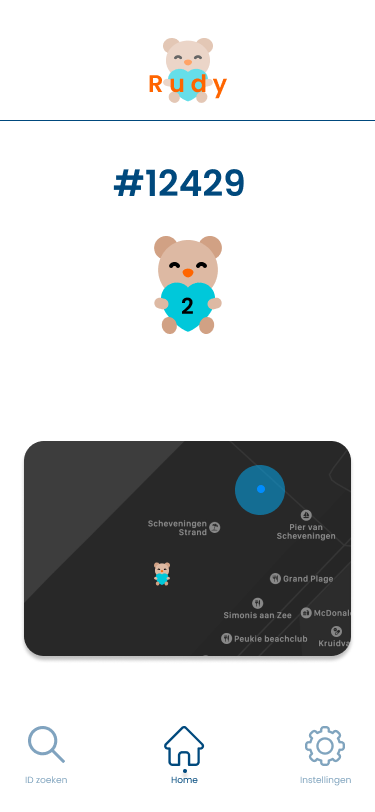 Rudy
#12429
2
Scheveningen
Strand
Pier van
Scheveningen
Grand Plage
Simonis aan Zee
McDonal
Peukie beachclub
Kruidva
ID zoeken
Home
Instellingen